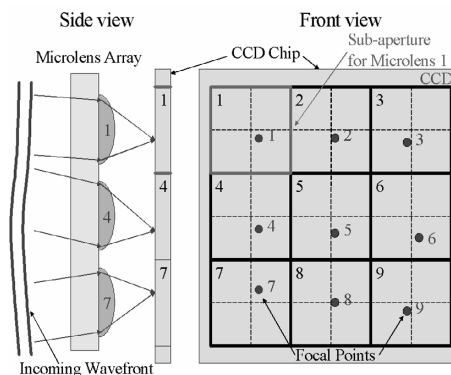 Side view
Front view
Microlens Array
CCD Chip
Sub-aperture
for Microlens 1
CCD
1
4
7
1
4
7
1
2
3
1
2
3
4
5
6
4
5
6
7
8
9
7
8
9
Incoming Wavefront
Focal Points